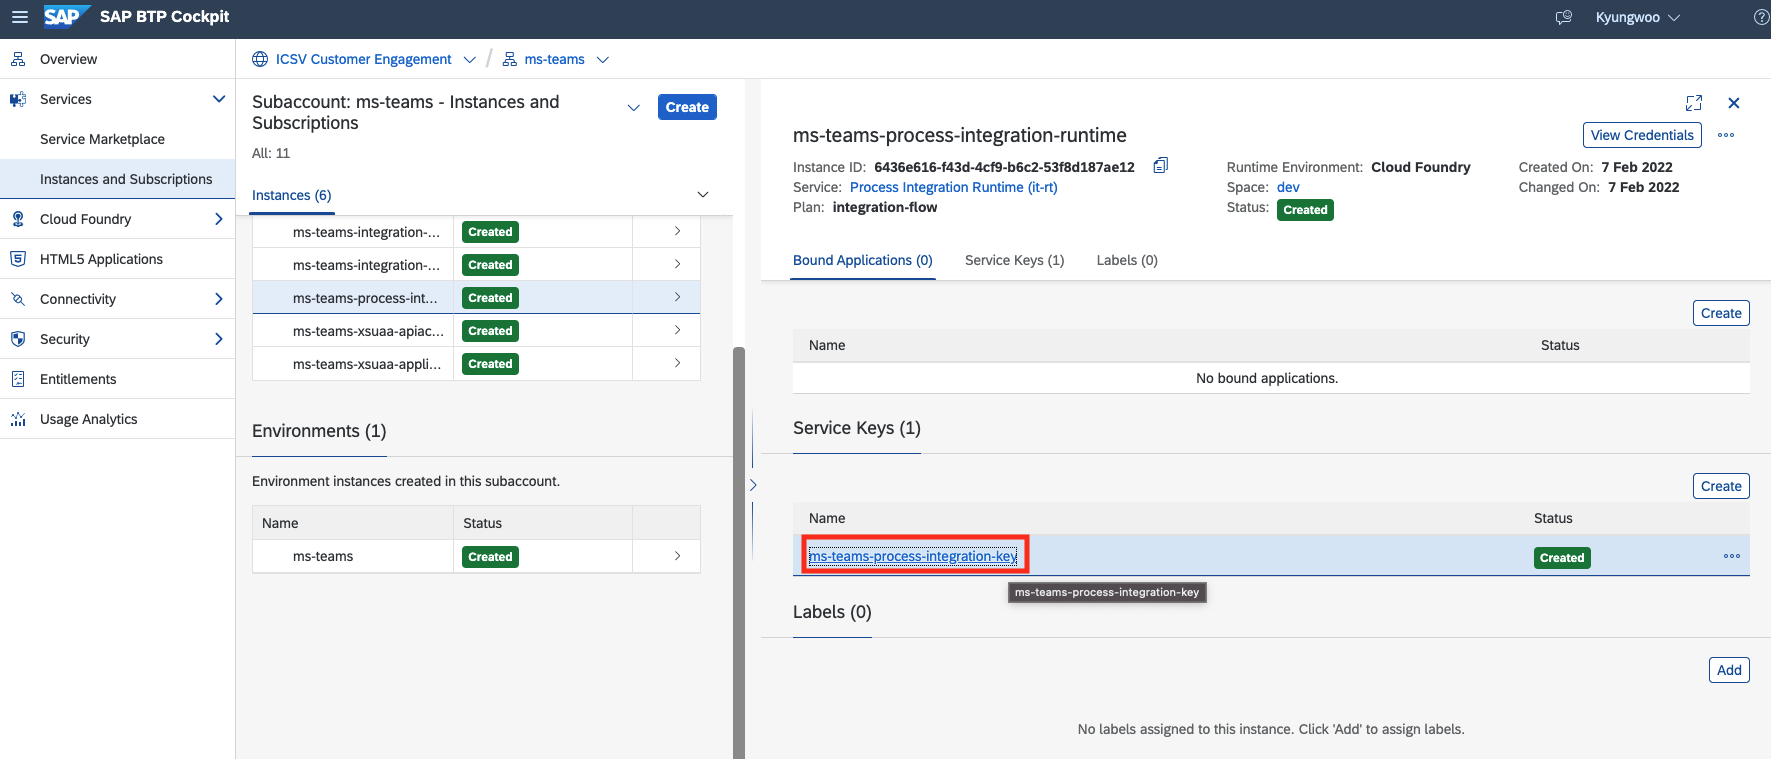 SAP SAP BTP Cockpit
Kyungwoo
Overview
Services
Service Marketplace
Instances and Subscriptions
Cloud Foundry
HTML5 Applications
Connectivity
Security
Entitlements
Usage Analytics
ICSV Customer Engagement / ms-teams
Subaccount: ms-teams - Instances and
Subscriptions
Create
All: 11
Instances (6)
ms-teams-integration-... Created
ms-teams-integration-... Created
ms-teams-process-int... Created
ms-teams-xsuaa-apiac... Created
ms-teams-xsuaa-appli... Created
Environments (1)
Environment instances created in this subaccount.
Name Status
ms-teams Created
ms-teams-process-integration-runtime
View Credentials
Instance ID: 6436e616-f43d-4cf9-b6c2-53f8d187ae12
Service: Process Integration Runtime (it-rt)
Plan: integration-flow
Runtime Environment: Cloud Foundry
Space: dev
Status: Created
Created On: 7 Feb 2022
Changed On: 7 Feb 2022
Bound Applications (0) Service Keys (1) Labels (0)
Create
Name Status
No bound applications.
Service Keys (1)
Create
Name Status
ms-teams-process-integration-key Created
ms-teams-process-integration-key
Labels (0)
Add
No labels assigned to this instance. Click 'Add' to assign labels.